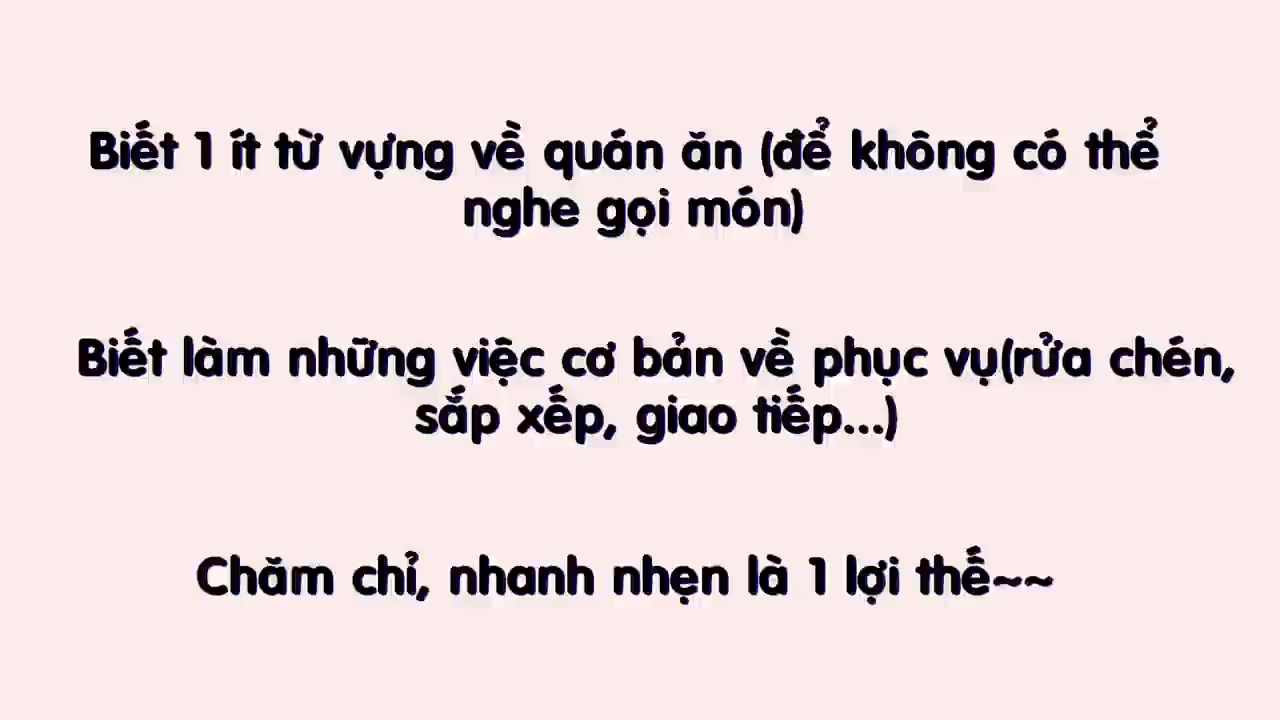 Biết 1 ít từ vựng về quán ăn (để không có thể
nghe gọi món)
Biết làm những việc cơ bản về phục vụ(rửa chén,
sắp xếp, giao tiếp...)
Chăm chỉ, nhanh nhẹn là 1 lợi thế~~